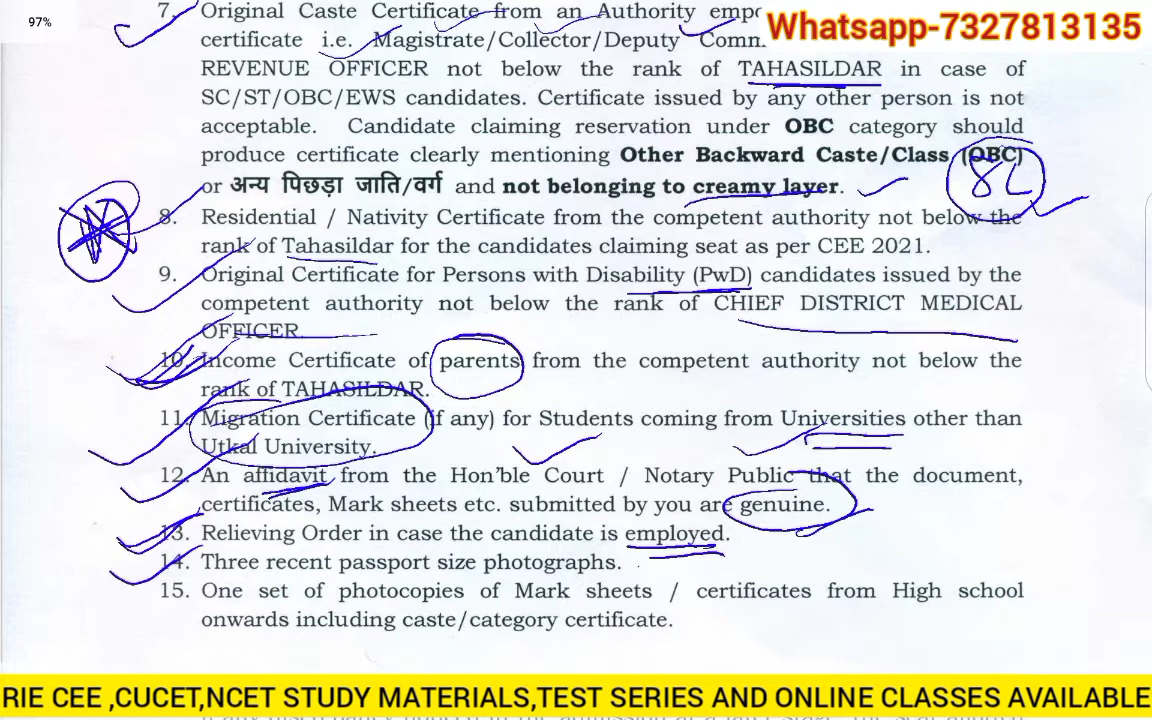 97%
Whatsapp-7327813135
7. Original Caste Certificate from an Authority
certificate i.e. Magistrate/Collector/Deputy Comm.
REVENUE OFFICER not below the rank of TAHASILDAR in case of
SC/ST/OBC/EWS candidates. Certificate issued by any other person is not
acceptable. Candidate claiming reservation under OBC category should
produce certificate clearly mentioning Other Backward Caste/Class (OBC)
or अन्य पिछड़ा जाति/वर्ग and not belonging to creamy layer.
8. Residential / Nativity Certificate from the competent authority not below the
rank of Tahasildar for the candidates claiming seat as per CEE 2021.
9. Original Certificate for Persons with Disability (PwD) candidates issued by the
competent authority not below the rank of CHIEF DISTRICT MEDICAL
OFFICER.
10. Income Certificate of parents from the competent authority not below the
rank of TAHASILDAR.
11. Migration Certificate (if any) for Students coming from Universities other than
Utkal University.
12. An affidavit from the Hon'ble Court / Notary Public that the document,
certificates, Mark sheets etc. submitted by you are genuine.
13. Relieving Order in case the candidate is employed.
14. Three recent passport size photographs.
15. One set of photocopies of Mark sheets / certificates from High school
onwards including caste/category certificate.
RIE CEE ,CUCET,NCET STUDY MATERIALS,TEST SERIES AND ONLINE CLASSES AVAILABLE